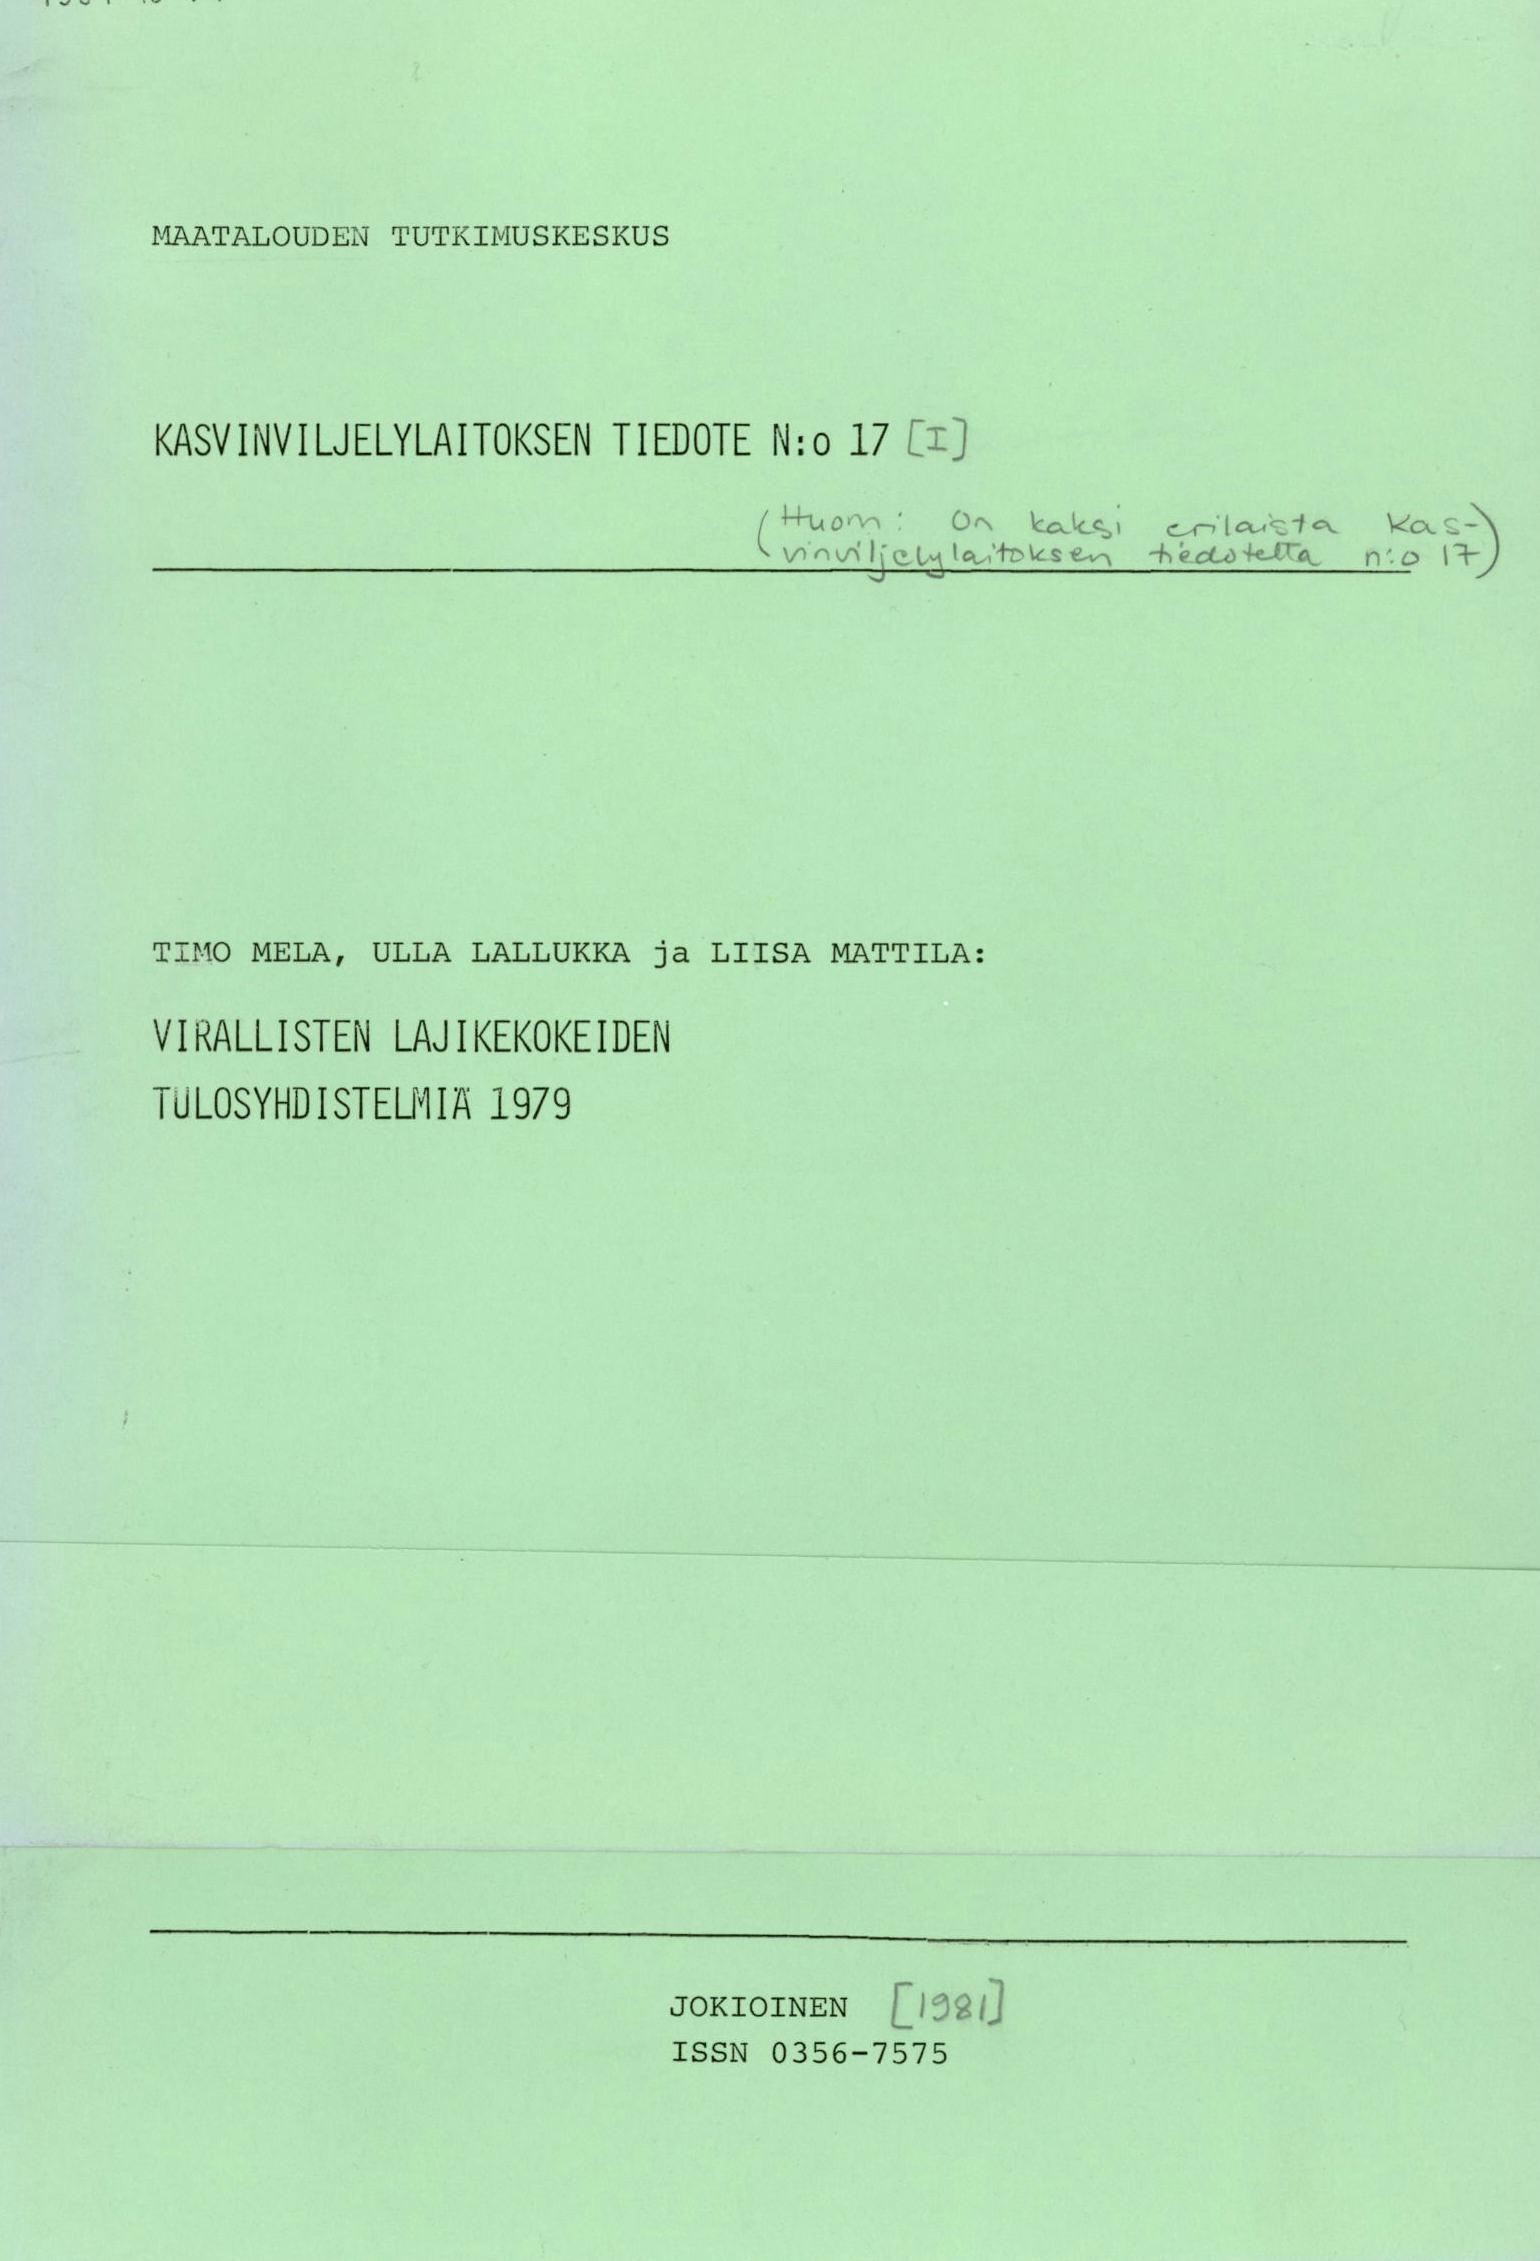 MAATALOUDEN TUTKIMUSKESKUS
KASVINVILJELYLAITOKSEN TIEDOTE N:o 17 [I]
(Huom: On kaksi erilaista Kas-
vinviljelylaitoksen tiedotetta n:o 17)
TIMO MELA, ULLA LALLUKKA ja LIISA MATTILA:
VIRALLISTEN LAJIKEKOKEIDEN
TULOSYHDISTELMIÄ 1979
JOKIOINEN [1981]
ISSN 0356-7575